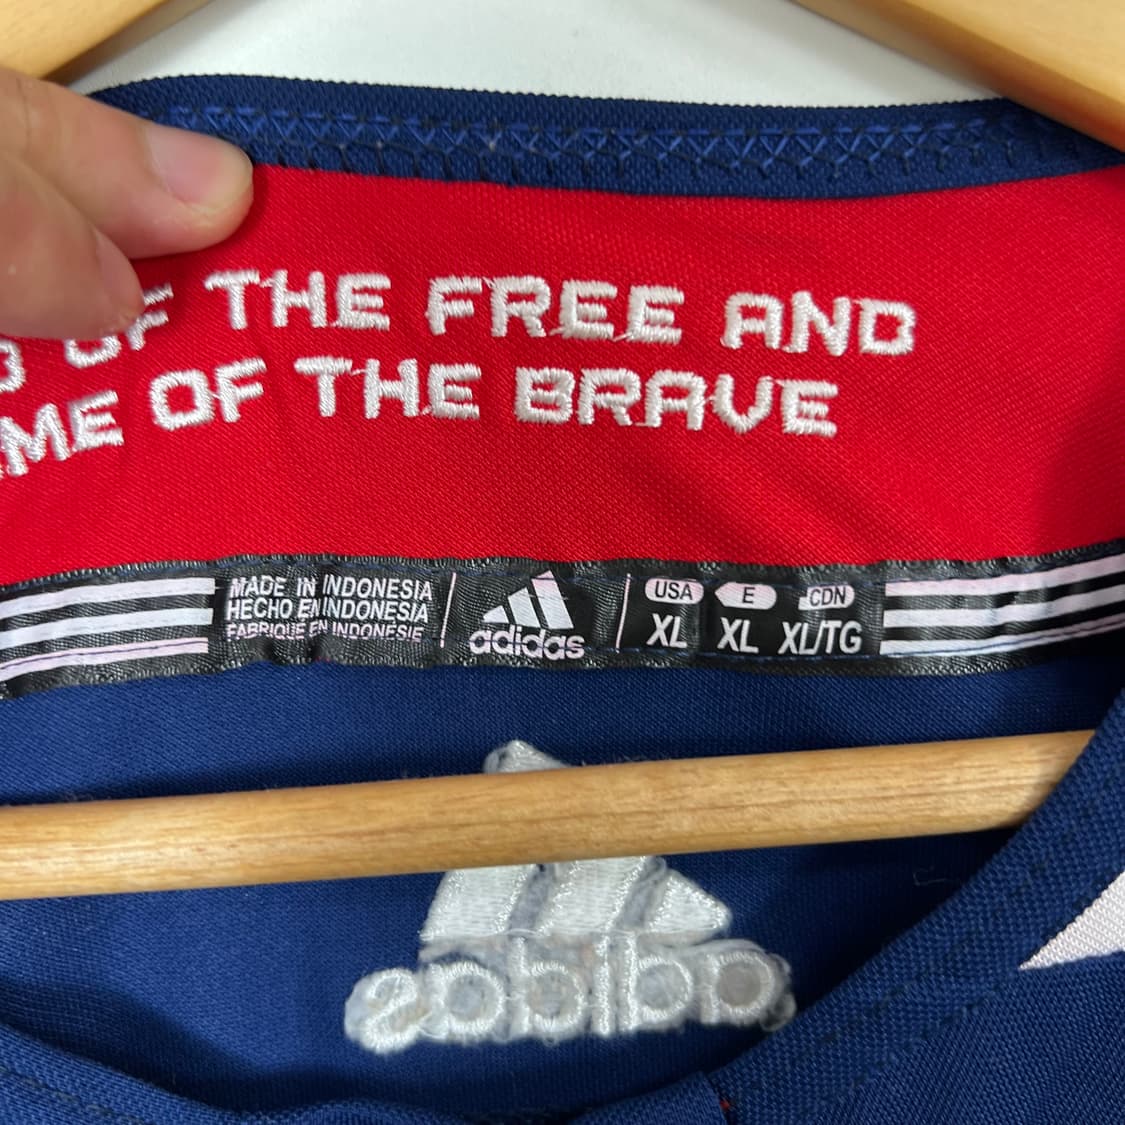 OF THE FREE AND
ME OF THE BRAVE
MADE IN INDONESIA
HECHO EN INDONESIA
FABRIQUE EN INDONESIE
adidas
USA E CDN
XL XL XL/TG
adidas